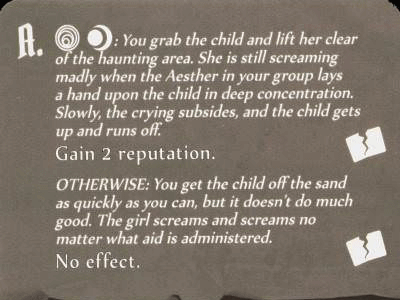 A. : You grab the child and lift her clear
of the haunting area. She is still screaming
madly when the Aesther in your group lays
a hand upon the child in deep concentration.
Slowly, the crying subsides, and the child gets
up and runs off.
Gain 2 reputation.
OTHERWISE: You get the child off the sand
as quickly as you can, but it doesn't do much
good. The girl screams and screams no
matter what aid is administered.
No effect.